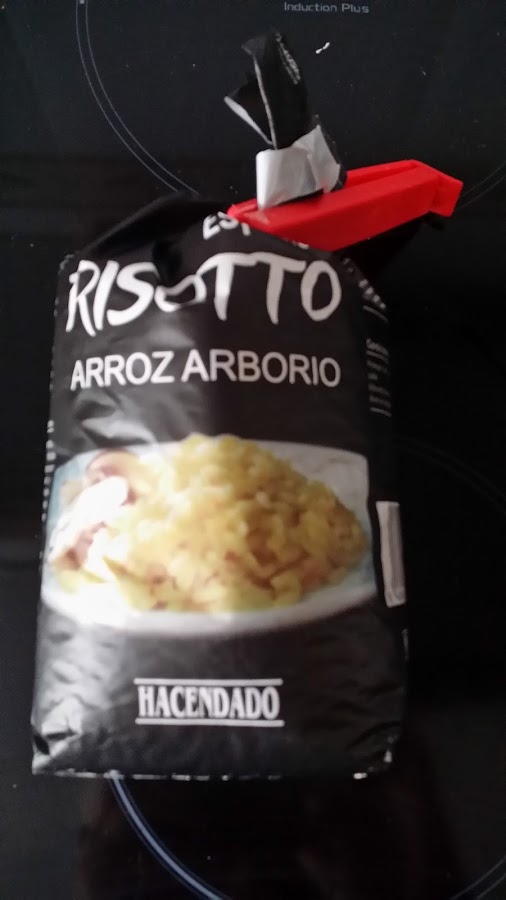 Induction Plus
RISOTTO
ARROZ ARBORIO
HACENDADO